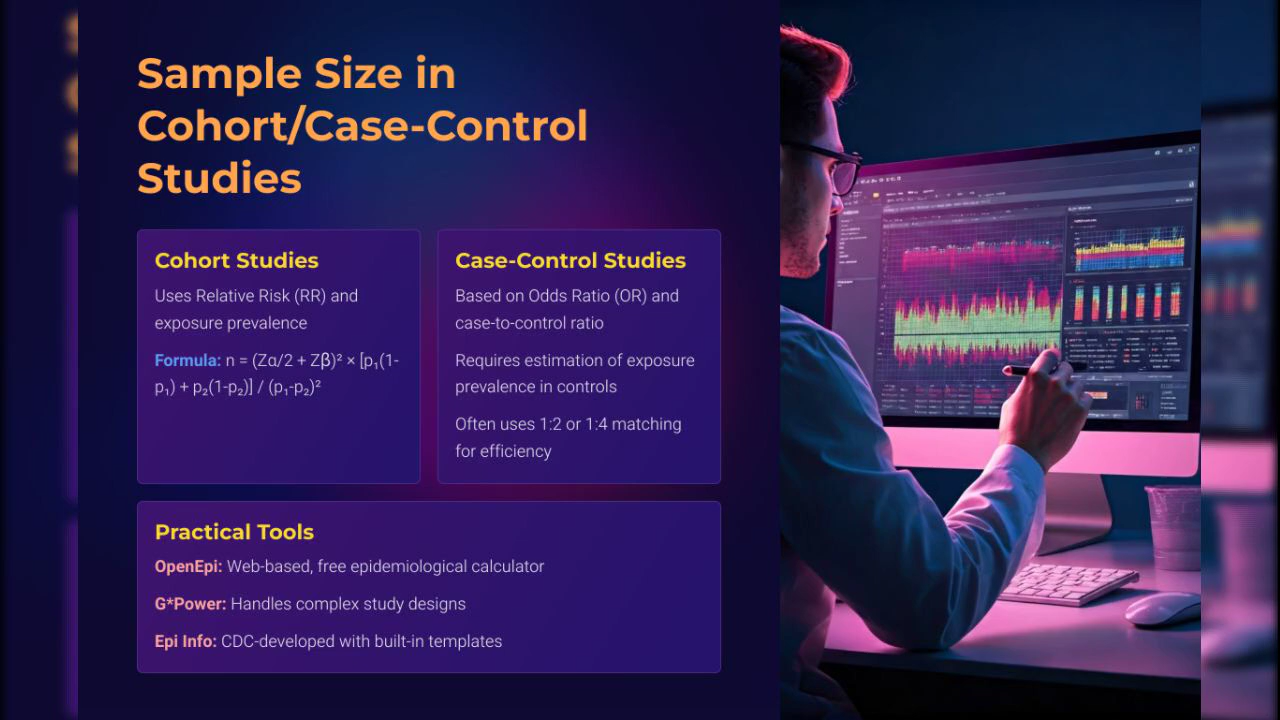 Sample Size in
Cohort/Case-Control
Studies
Cohort Studies
Uses Relative Risk (RR) and
exposure prevalence
Formula: n = (Zα/2 + Zβ)² × [p₁(1-
p₁) + p₂(1-p₂)] / (p₁-p₂)²
Case-Control Studies
Based on Odds Ratio (OR) and
case-to-control ratio
Requires estimation of exposure
prevalence in controls
Often uses 1:2 or 1:4 matching
for efficiency
Practical Tools
OpenEpi: Web-based, free epidemiological calculator
G*Power: Handles complex study designs
Epi Info: CDC-developed with built-in templates